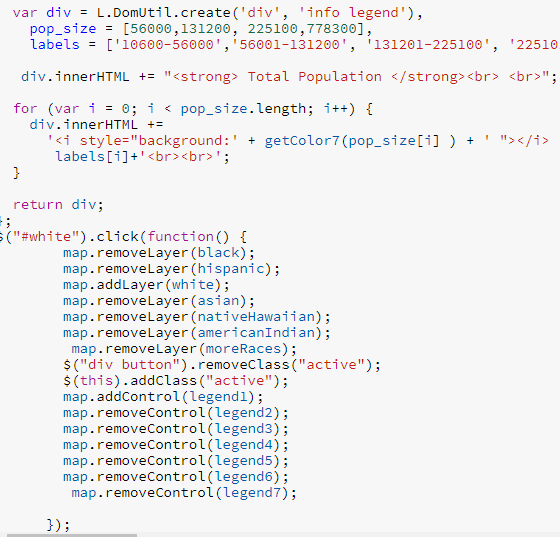 var div = L.DomUtil.create('div', 'info legend'),
pop_size = [56000,131200, 225100,778300],
labels = ['10600-56000','56001-131200', '131201-225100', '22510
div.innerHTML += "<strong> Total Population </strong><br> <br>";
for (var i = 0; i < pop_size.length; i++) {
div.innerHTML +=
'<i style="background:' + getColor7(pop_size[i] ) + ' "></i>
labels[i]+'<br><br>';
}
return div;
};
$("#white").click(function() {
map.removeLayer(black);
map.removeLayer(hispanic);
map.addLayer(white);
map.removeLayer(asian);
map.removeLayer(nativeHawaiian);
map.removeLayer(americanIndian);
map.removeLayer(moreRaces);
$("div button").removeClass("active");
$(this).addClass("active");
map.addControl(legend1);
map.removeControl(legend2);
map.removeControl(legend3);
map.removeControl(legend4);
map.removeControl(legend5);
map.removeControl(legend6);
map.removeControl(legend7);
});